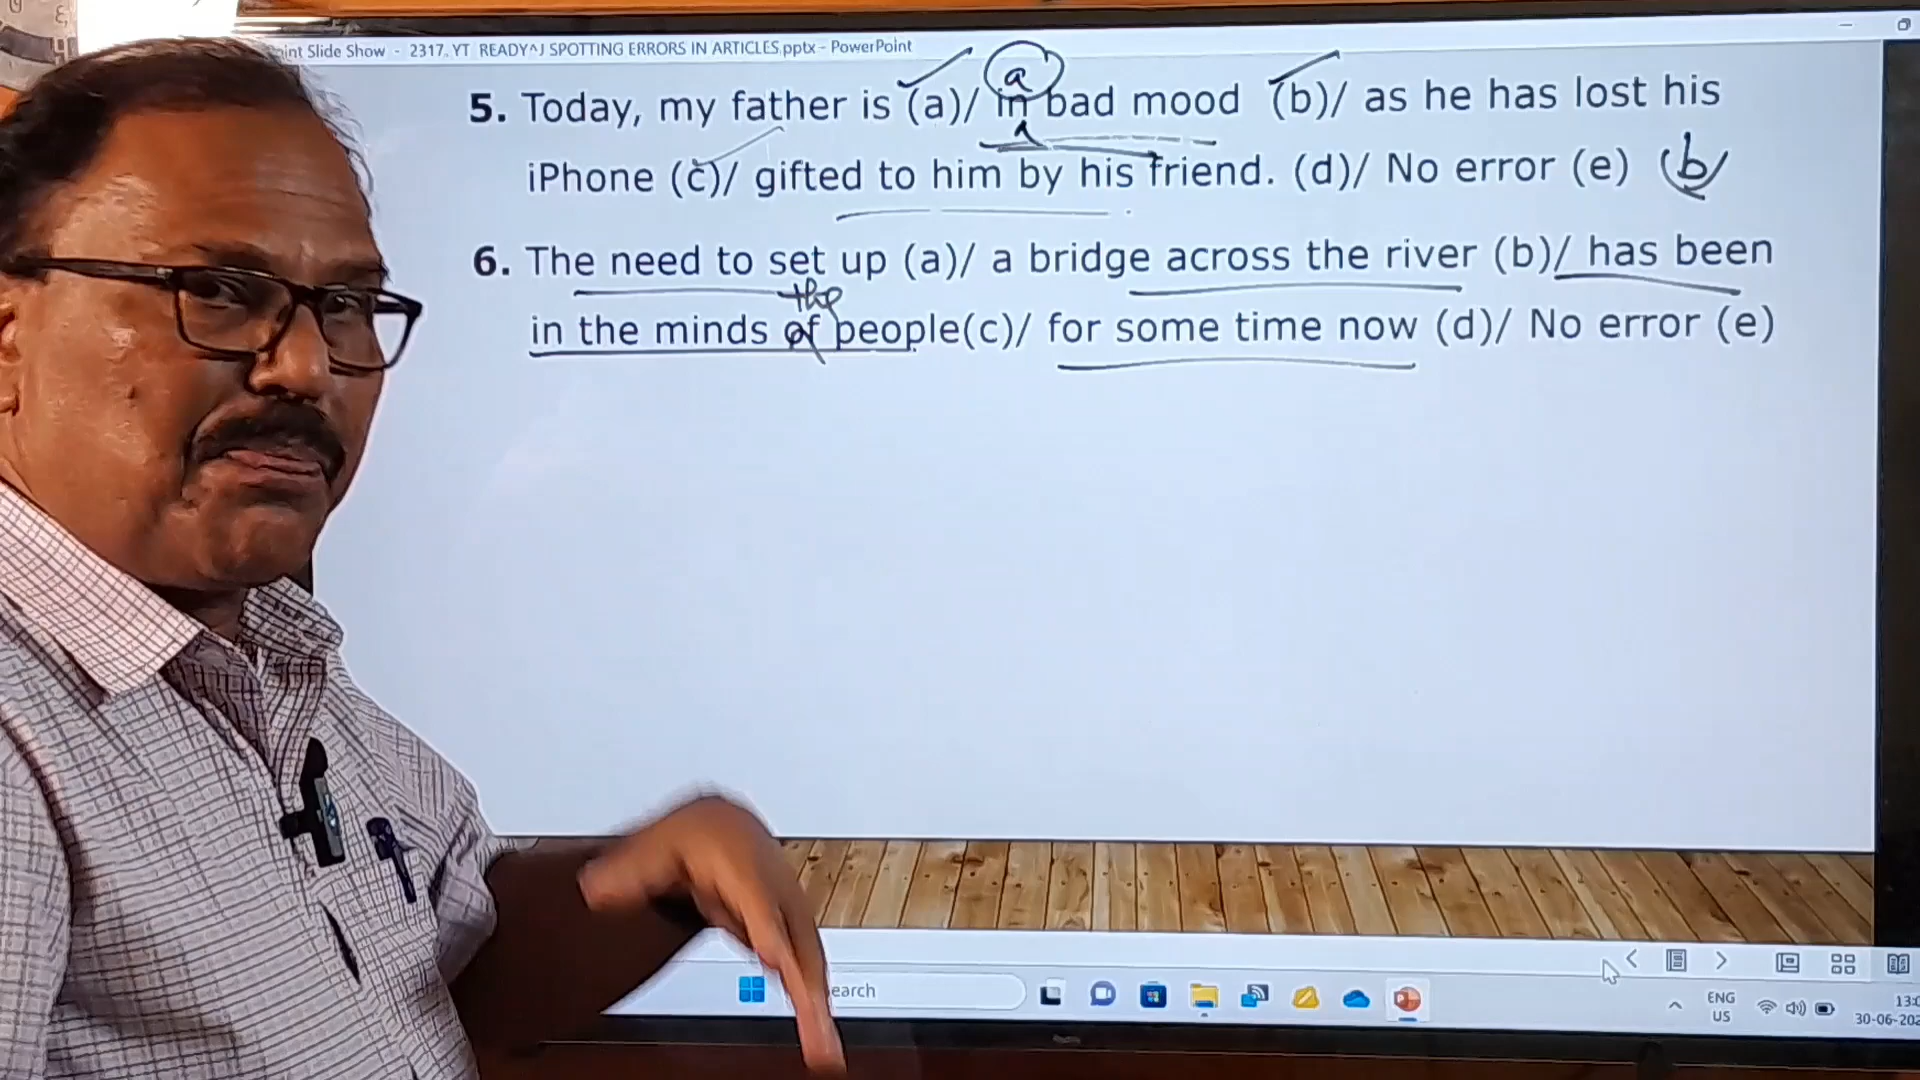 int Slide Show - 2317. YT READY^J SPOTTING ERRORS IN ARTICLES.pptx - PowerPoint
a
5. Today, my father is (a)/ in bad mood (b)/ as he has lost his
iPhone (c)/ gifted to him by his friend. (d)/ No error (e) (b)
6. The need to set up (a)/ a bridge across the river (b)/ has been
the
in the minds of people(c)/ for some time now (d)/ No error (e)
earch
ENG
US
13:0
30-06-202